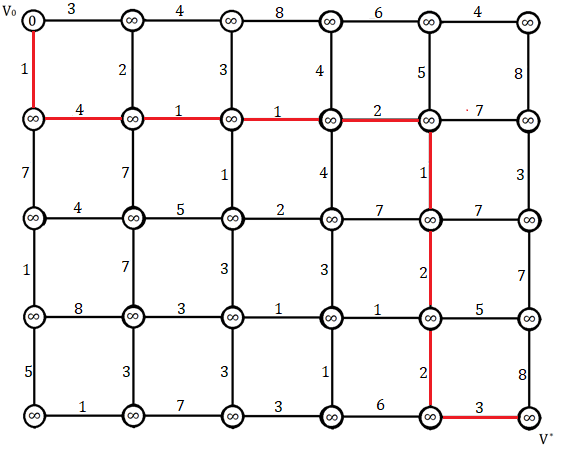 V₀ 3 4 8 6 4
0 ∞ ∞ ∞ ∞ ∞
1 2 3 4 5 8
4 1 1 2 7
∞ ∞ ∞ ∞ ∞ ∞
7 7 1 4 1 3
4 5 2 7 7
∞ ∞ ∞ ∞ ∞ ∞
1 7 3 3 2 7
8 3 1 1 5
∞ ∞ ∞ ∞ ∞ ∞
5 3 3 1 2 8
1 7 3 6 3
∞ ∞ ∞ ∞ ∞ ∞
V*